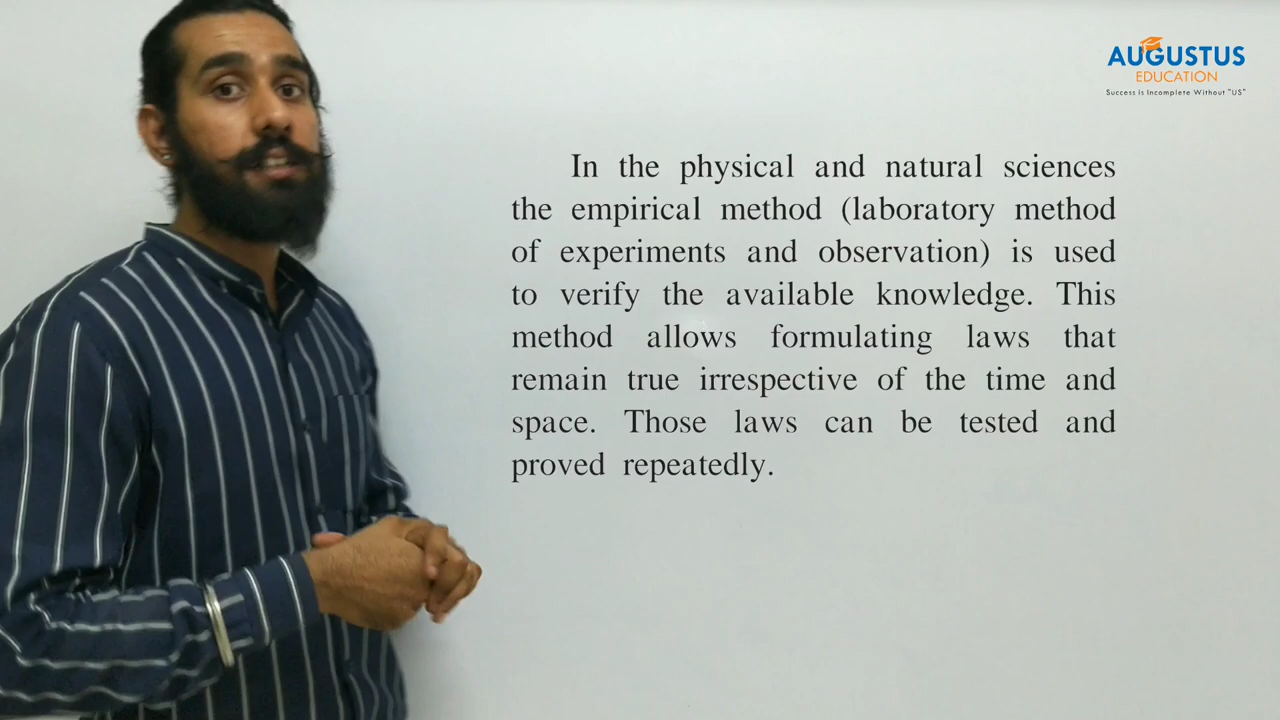 AUGUSTUS
EDUCATION
Success is Incomplete Without "US"
In the physical and natural sciences
the empirical method (laboratory method
of experiments and observation) is used
to verify the available knowledge. This
method allows formulating laws that
remain true irrespective of the time and
space. Those laws can be tested and
proved repeatedly.